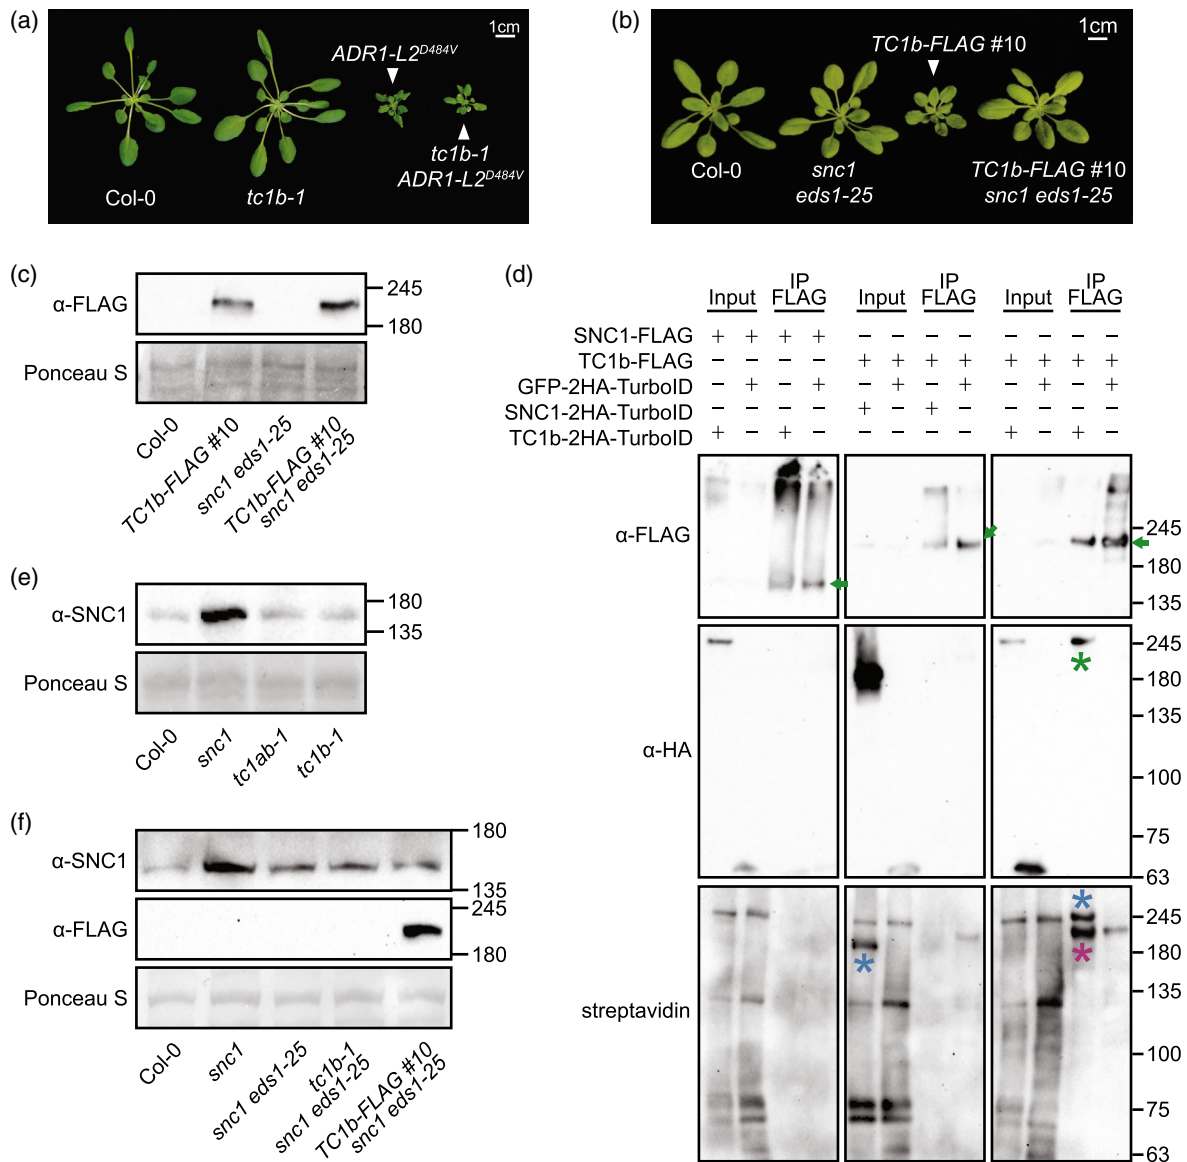 (a)
1cm
ADR1-L2D484V
Col-0
tc1b-1
tc1b-1
ADR1-L2D484V
(b)
1cm
TC1b-FLAG #10
Col-0
snc1
eds1-25
TC1b-FLAG #10
snc1 eds1-25
(c)
α-FLAG
245
180
Ponceau S
Col-0
TC1b-FLAG #10
snc1 eds1-25
TC1b-FLAG #10
snc1 eds1-25
(d)
Input
IP
FLAG
Input
IP
FLAG
Input
IP
FLAG
SNC1-FLAG + + + + − − − − − − − −
TC1b-FLAG − − − − + + + + + + + +
GFP-2HA-TurboID − + − + − + − + − + − +
SNC1-2HA-TurboID − − − − + − + − − − − −
TC1b-2HA-TurboID + − + − − − − − + − + −
α-FLAG
245
180
135
α-HA
*
245
180
135
100
75
63
streptavidin
*
*
*
245
180
135
100
75
63
(e)
α-SNC1
180
135
Ponceau S
Col-0
snc1
tc1ab-1
tc1b-1
(f)
α-SNC1
180
135
α-FLAG
245
180
Ponceau S
Col-0
snc1
snc1 eds1-25
tc1b-1
snc1 eds1-25
TC1b-FLAG #10
snc1 eds1-25